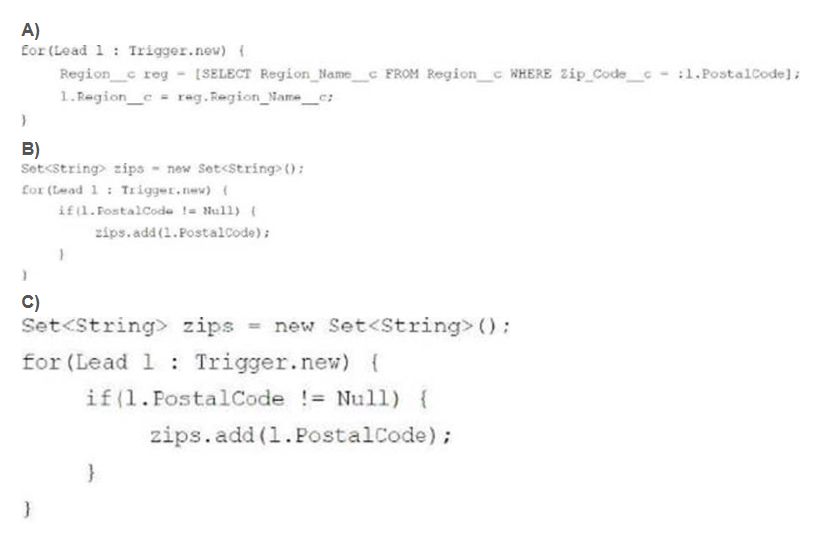 A)
for(Lead l : Trigger.new) {
Region__c reg = [SELECT Region_Name__c FROM Region__c WHERE Zip_Code__c = :l.PostalCode];
l.Region__c = reg.Region_Name__c;
}
B)
Set<String> zips = new Set<String>();
for(Lead l : Trigger.new) {
if(l.PostalCode != Null) {
zips.add(l.PostalCode);
}
}
C)
Set<String> zips = new Set<String>();
for(Lead l : Trigger.new) {
if(l.PostalCode != Null) {
zips.add(l.PostalCode);
}
}